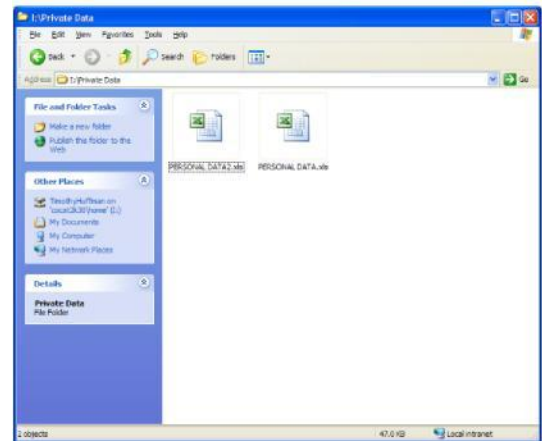 I:\Private Data
File Edit View Favorites Tools Help
Back Search Folders
Address I:\Private Data Go
File and Folder Tasks
Make a new folder
Publish this folder to the
Web
Other Places
TimothyHuffman on
(I:)
My Documents
My Computer
My Network Places
Details
Private Data
File Folder
PERSONAL DATA2.xls PERSONAL DATA.xls
2 objects 47.0 KB Local intranet